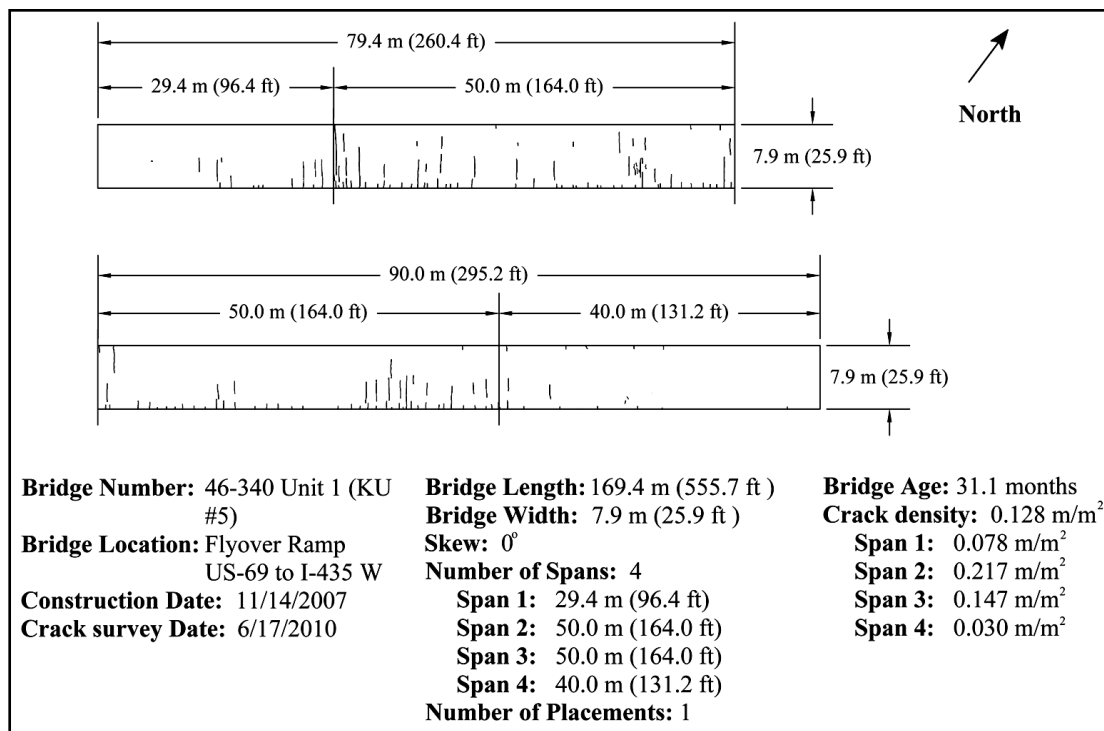 79.4 m (260.4 ft)
29.4 m (96.4 ft)
50.0 m (164.0 ft)
North
7.9 m (25.9 ft)
90.0 m (295.2 ft)
50.0 m (164.0 ft)
40.0 m (131.2 ft)
7.9 m (25.9 ft)
Bridge Number: 46-340 Unit 1 (KU
#5)
Bridge Location: Flyover Ramp
US-69 to I-435 W
Construction Date: 11/14/2007
Crack survey Date: 6/17/2010
Bridge Length: 169.4 m (555.7 ft )
Bridge Width: 7.9 m (25.9 ft )
Skew: 0°
Number of Spans: 4
Span 1: 29.4 m (96.4 ft)
Span 2: 50.0 m (164.0 ft)
Span 3: 50.0 m (164.0 ft)
Span 4: 40.0 m (131.2 ft)
Number of Placements: 1
Bridge Age: 31.1 months
Crack density: 0.128 m/m²
Span 1: 0.078 m/m²
Span 2: 0.217 m/m²
Span 3: 0.147 m/m²
Span 4: 0.030 m/m²